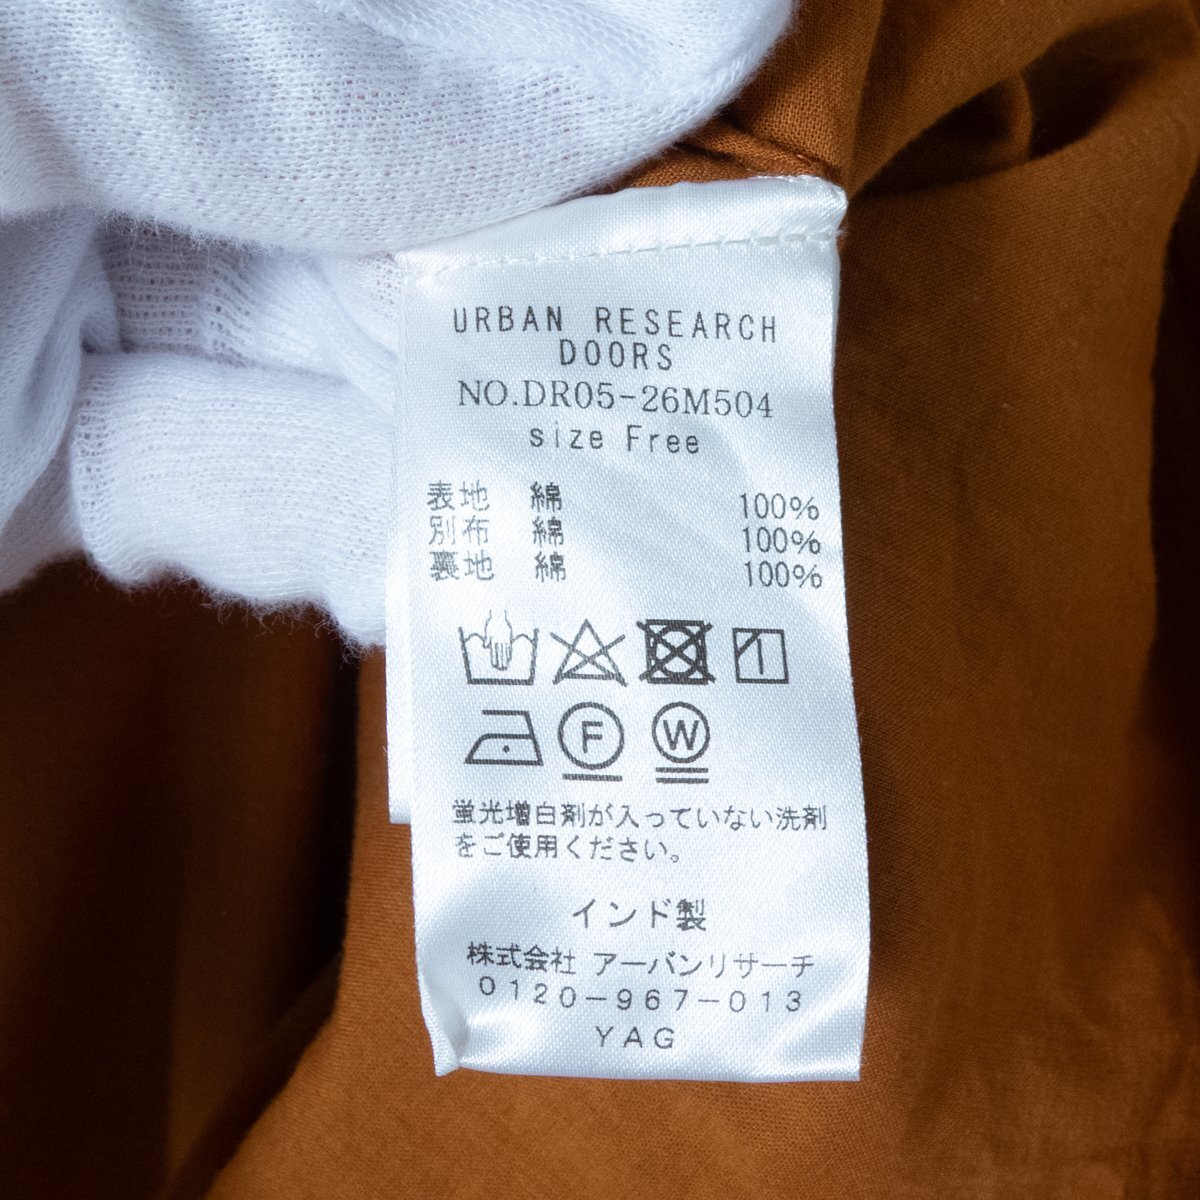 URBAN RESEARCH
DOORS
NO.DR05-26M504
size Free
表地 綿 100%
別布 綿 100%
裏地 綿 100%
F W
蛍光増白剤が入っていない洗剤
をご使用ください。
インド製
株式会社 アーバンリサーチ
0120-967-013
YAG